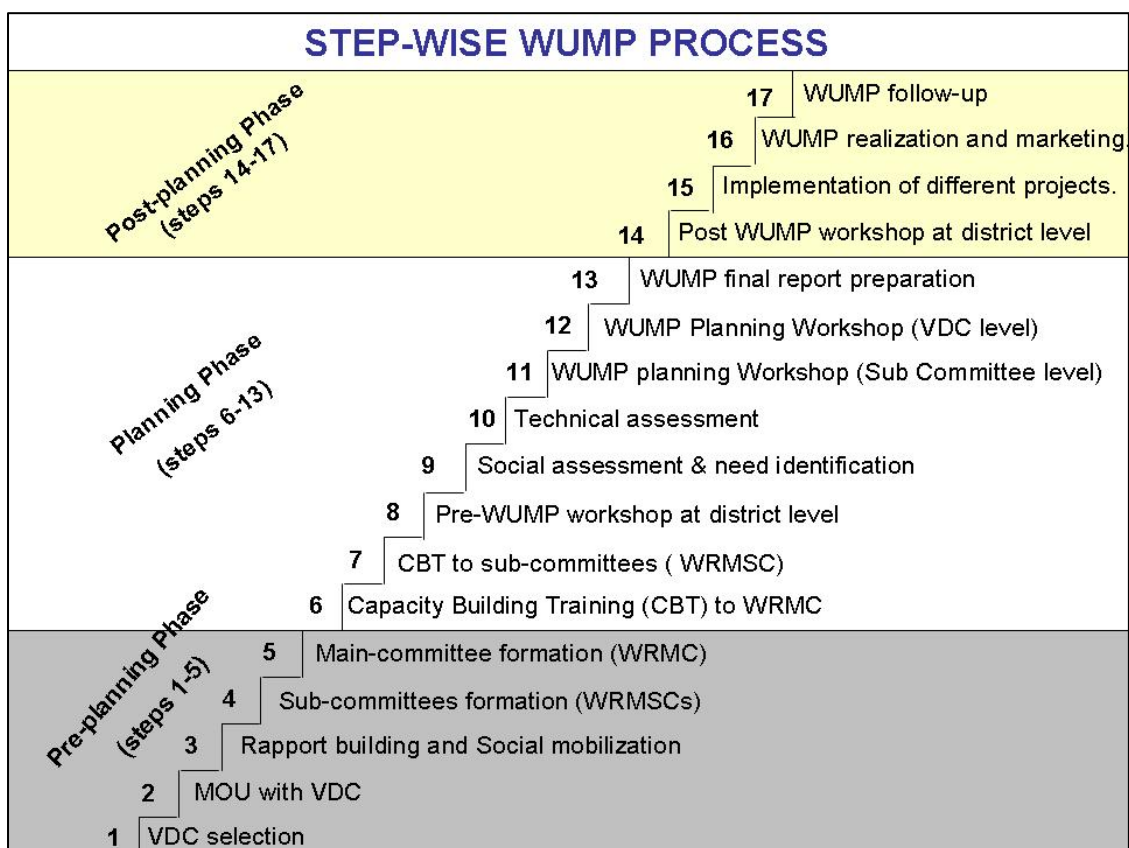 STEP-WISE WUMP PROCESS
Post-planning Phase
(steps 14-17)
17 WUMP follow-up
16 WUMP realization and marketing.
15 Implementation of different projects.
14 Post WUMP workshop at district level
Planning Phase
(steps 6-13)
13 WUMP final report preparation
12 WUMP Planning Workshop (VDC level)
11 WUMP planning Workshop (Sub Committee level)
10 Technical assessment
9 Social assessment & need identification
8 Pre-WUMP workshop at district level
7 CBT to sub-committees ( WRMSC)
6 Capacity Building Training (CBT) to WRMC
Pre-planning Phase
(steps 1-5)
5 Main-committee formation (WRMC)
4 Sub-committees formation (WRMSCs)
3 Rapport building and Social mobilization
2 MOU with VDC
1 VDC selection